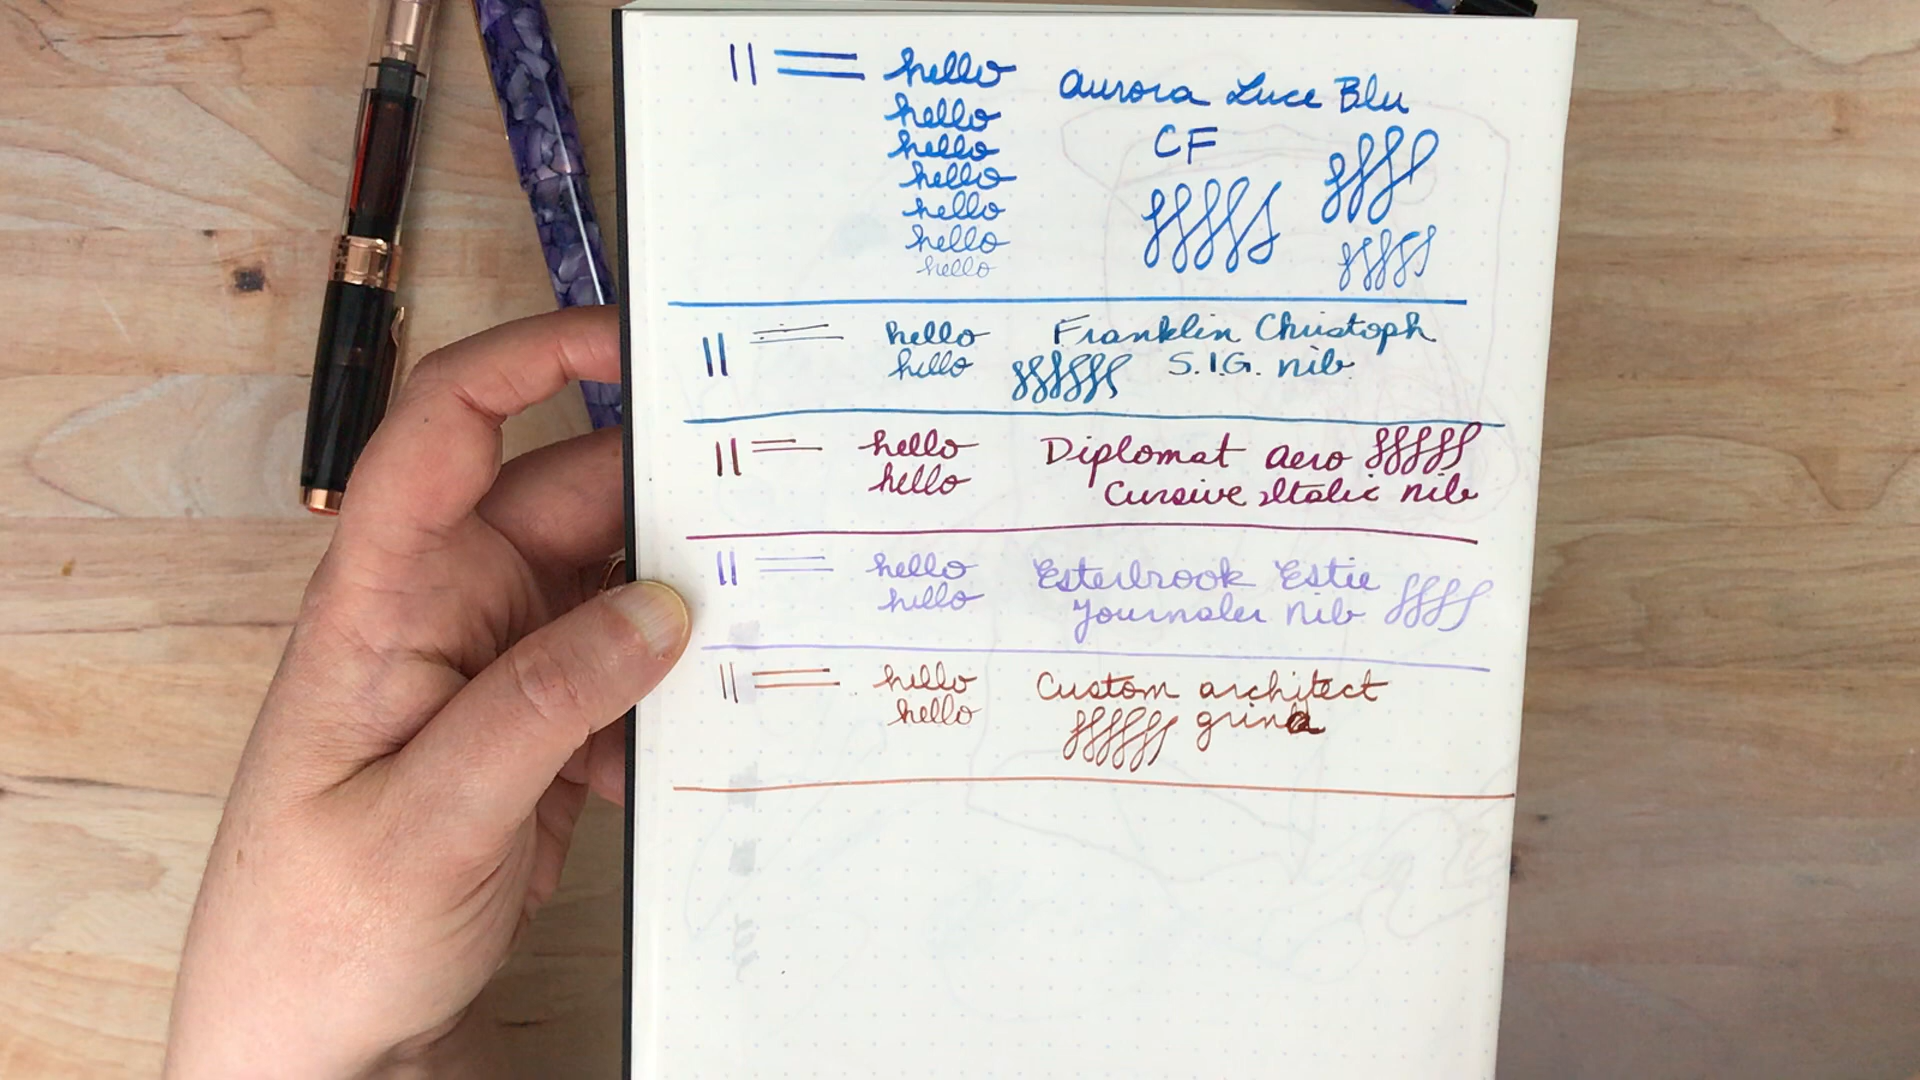 hello Aurora Luce Blu
hello
hello CF
hello
hello
hello
hello
hello Franklin Christoph
hello S.I.G. nib
hello Diplomat Aero
hello Cursive Italic nib
hello Esterbrook Estie
hello Journaler Nib
hello Custom architect
hello grind